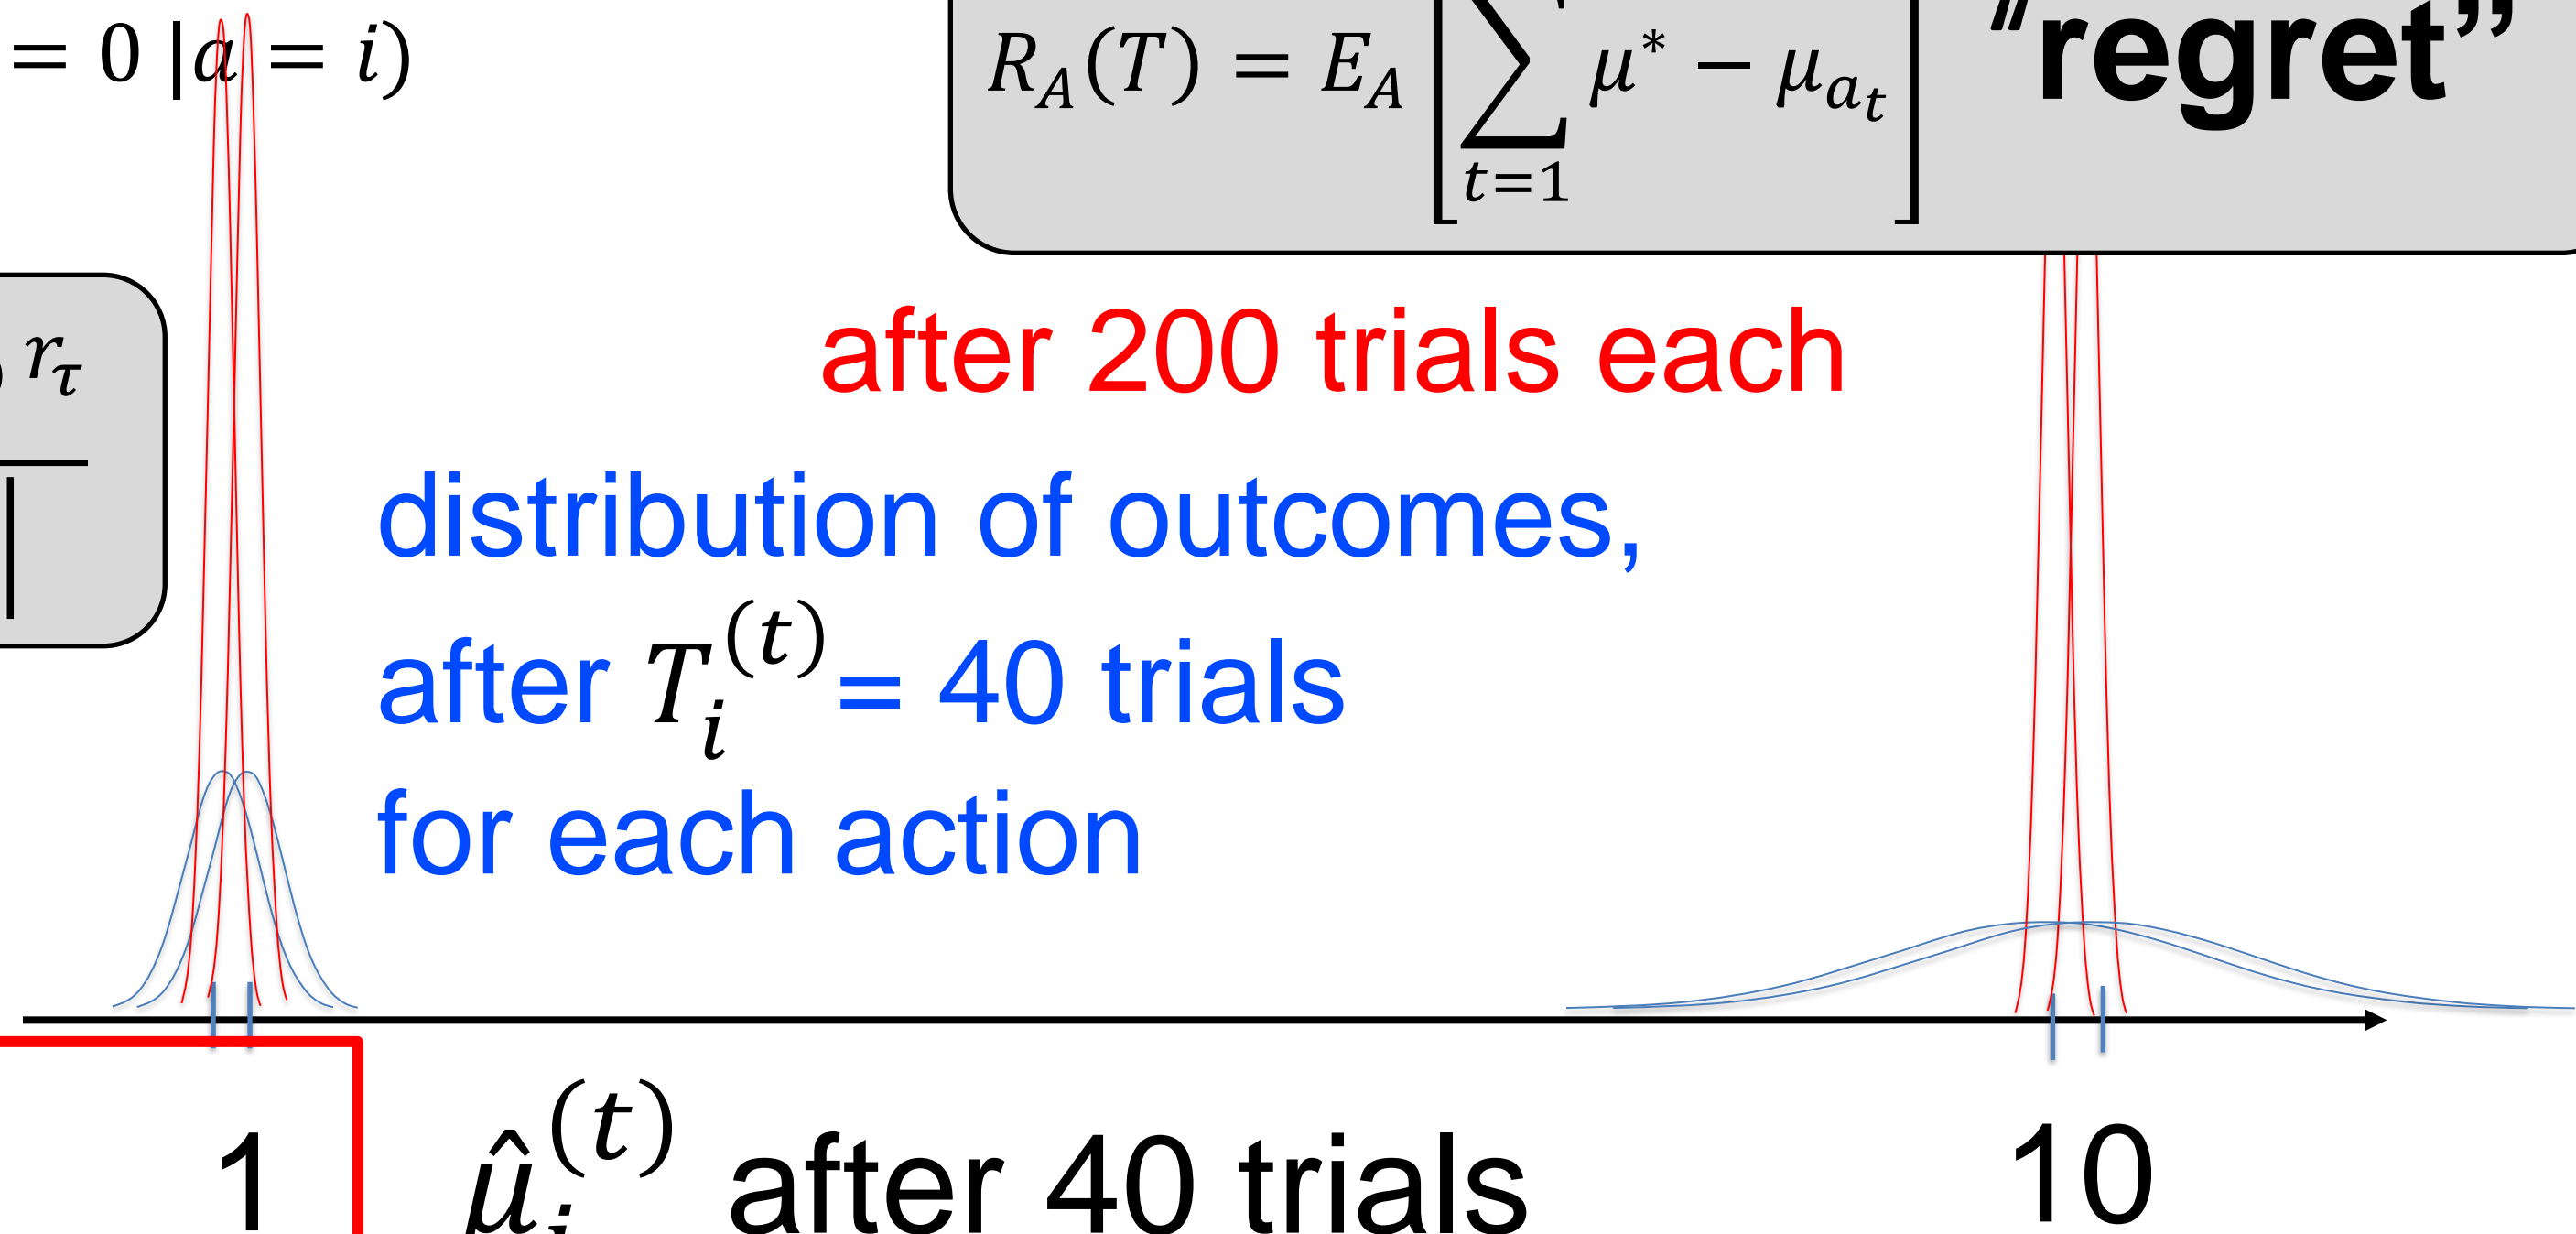 = 0 |a = i)
R_A(T) = E_A [∑_{t=1} μ* − μ_{a_t}] "regret”
r_τ
after 200 trials each
distribution of outcomes,
after T_i^{(t)} = 40 trials
for each action
1 μ̂_i^{(t)} after 40 trials 10